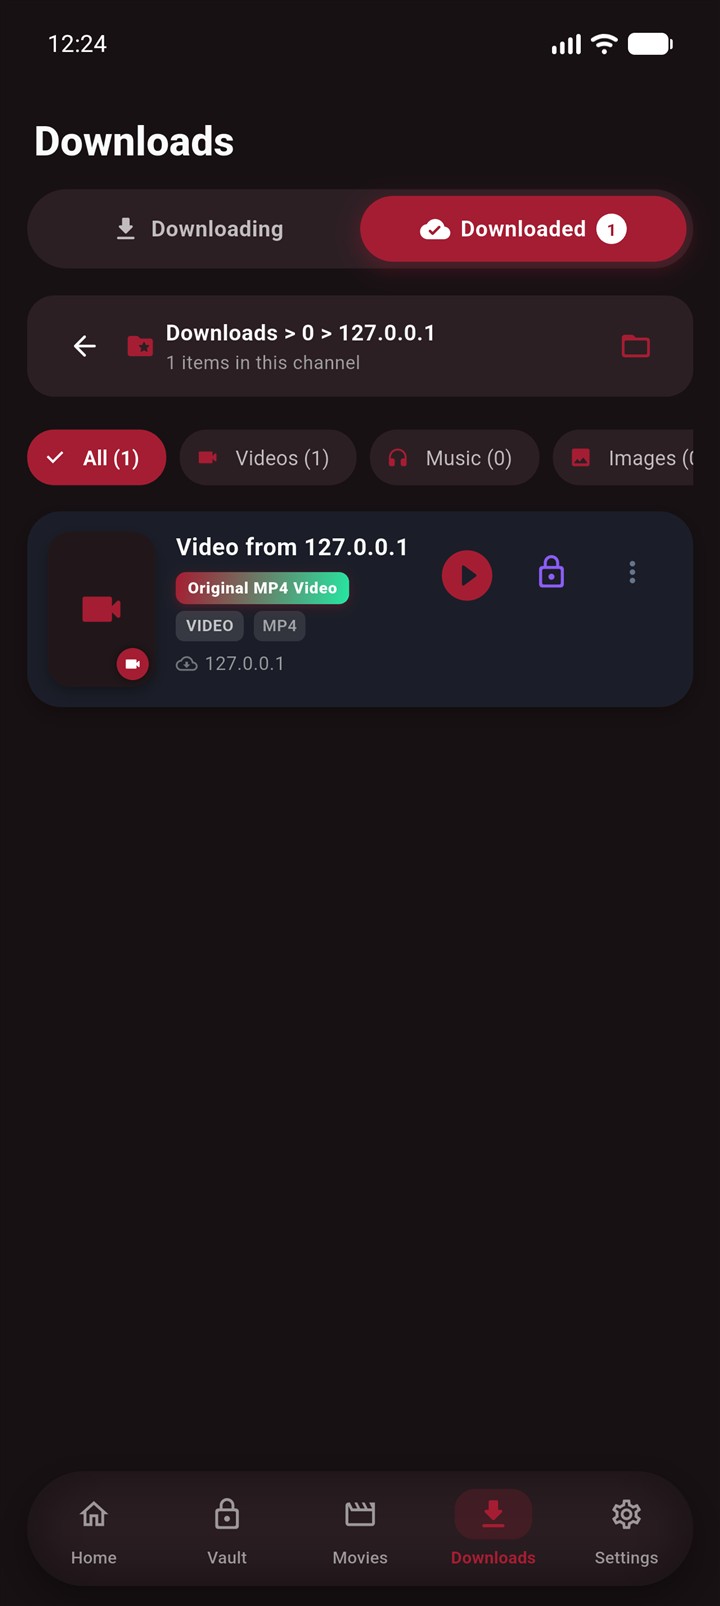 12:24
Downloads
Downloading
Downloaded 1
Downloads > 0 > 127.0.0.1
1 items in this channel
All (1)
Videos (1)
Music (0)
Images (0
Video from 127.0.0.1
Original MP4 Video
VIDEO
MP4
127.0.0.1
Home
Vault
Movies
Downloads
Settings